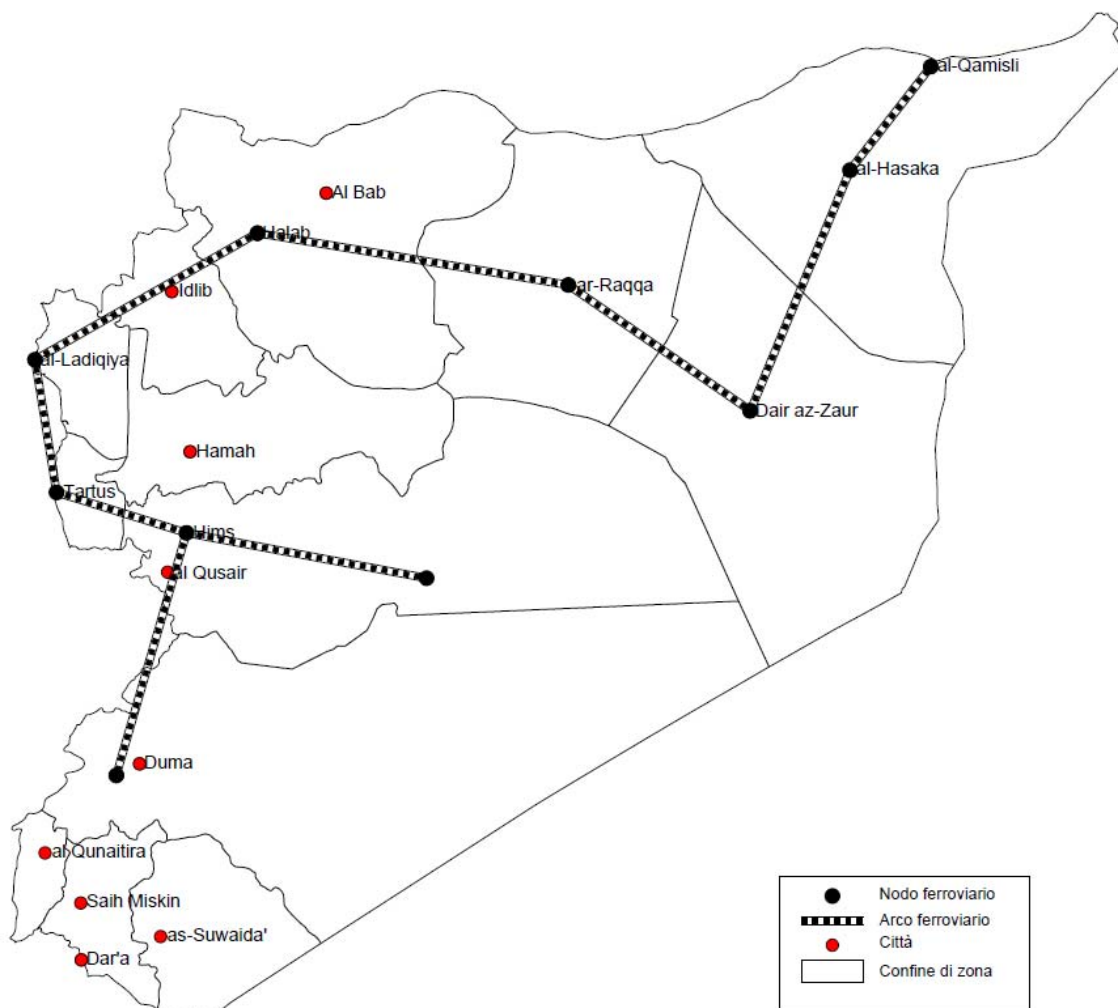 al-Qamisli
al-Hasaka
Al Bab
Halab
ar-Raqqa
Idlib
al-Ladiqiya
Dair az-Zaur
Hamah
Tartus
Hims
al Qusair
Duma
al Qunaitira
Saih Miskin
as-Suwaida'
Dar'a
Nodo ferroviario
Arco ferroviario
Città
Confine di zona